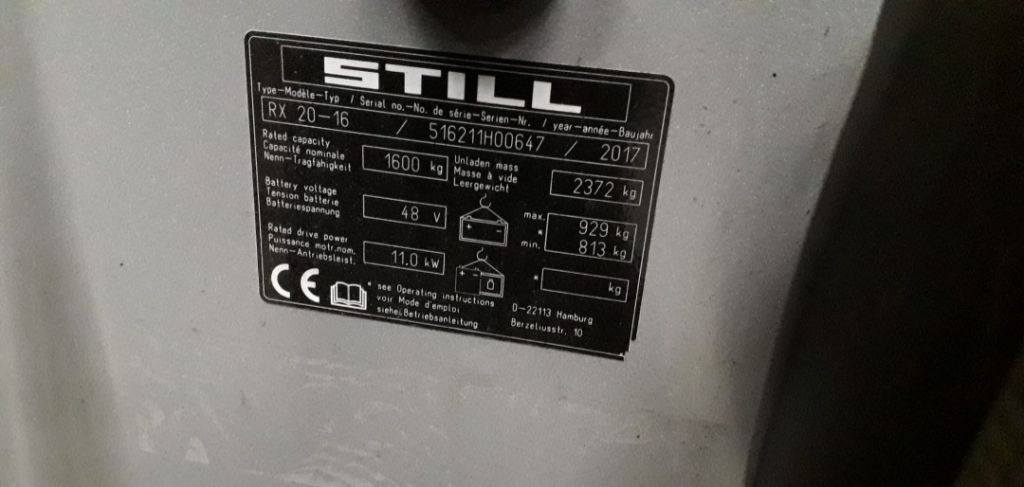 STILL
Type-Modèle-Typ / Serial no.-No. de série-Serien-Nr. / year-année-Baujahr
RX 20-16 / 516211H00647 / 2017
Rated capacity
Capacité nominale
Nenn-Tragfähigkeit
1600 kg
Unladen mass
Masse à vide
Leergewicht
2372 kg
Battery voltage
Tension batterie
Batteriespannung
48 V
+ -
max. 929 kg
*
min. 813 kg
Rated drive power
Puissance motr.nom.
Nenn-Antriebsleist.
11.0 kW
+ -
* kg
CE
* see Operating instructions
voir Mode d'emploi
siehe Betriebsanleitung
D-22113 Hamburg
Berzeliusstr. 10